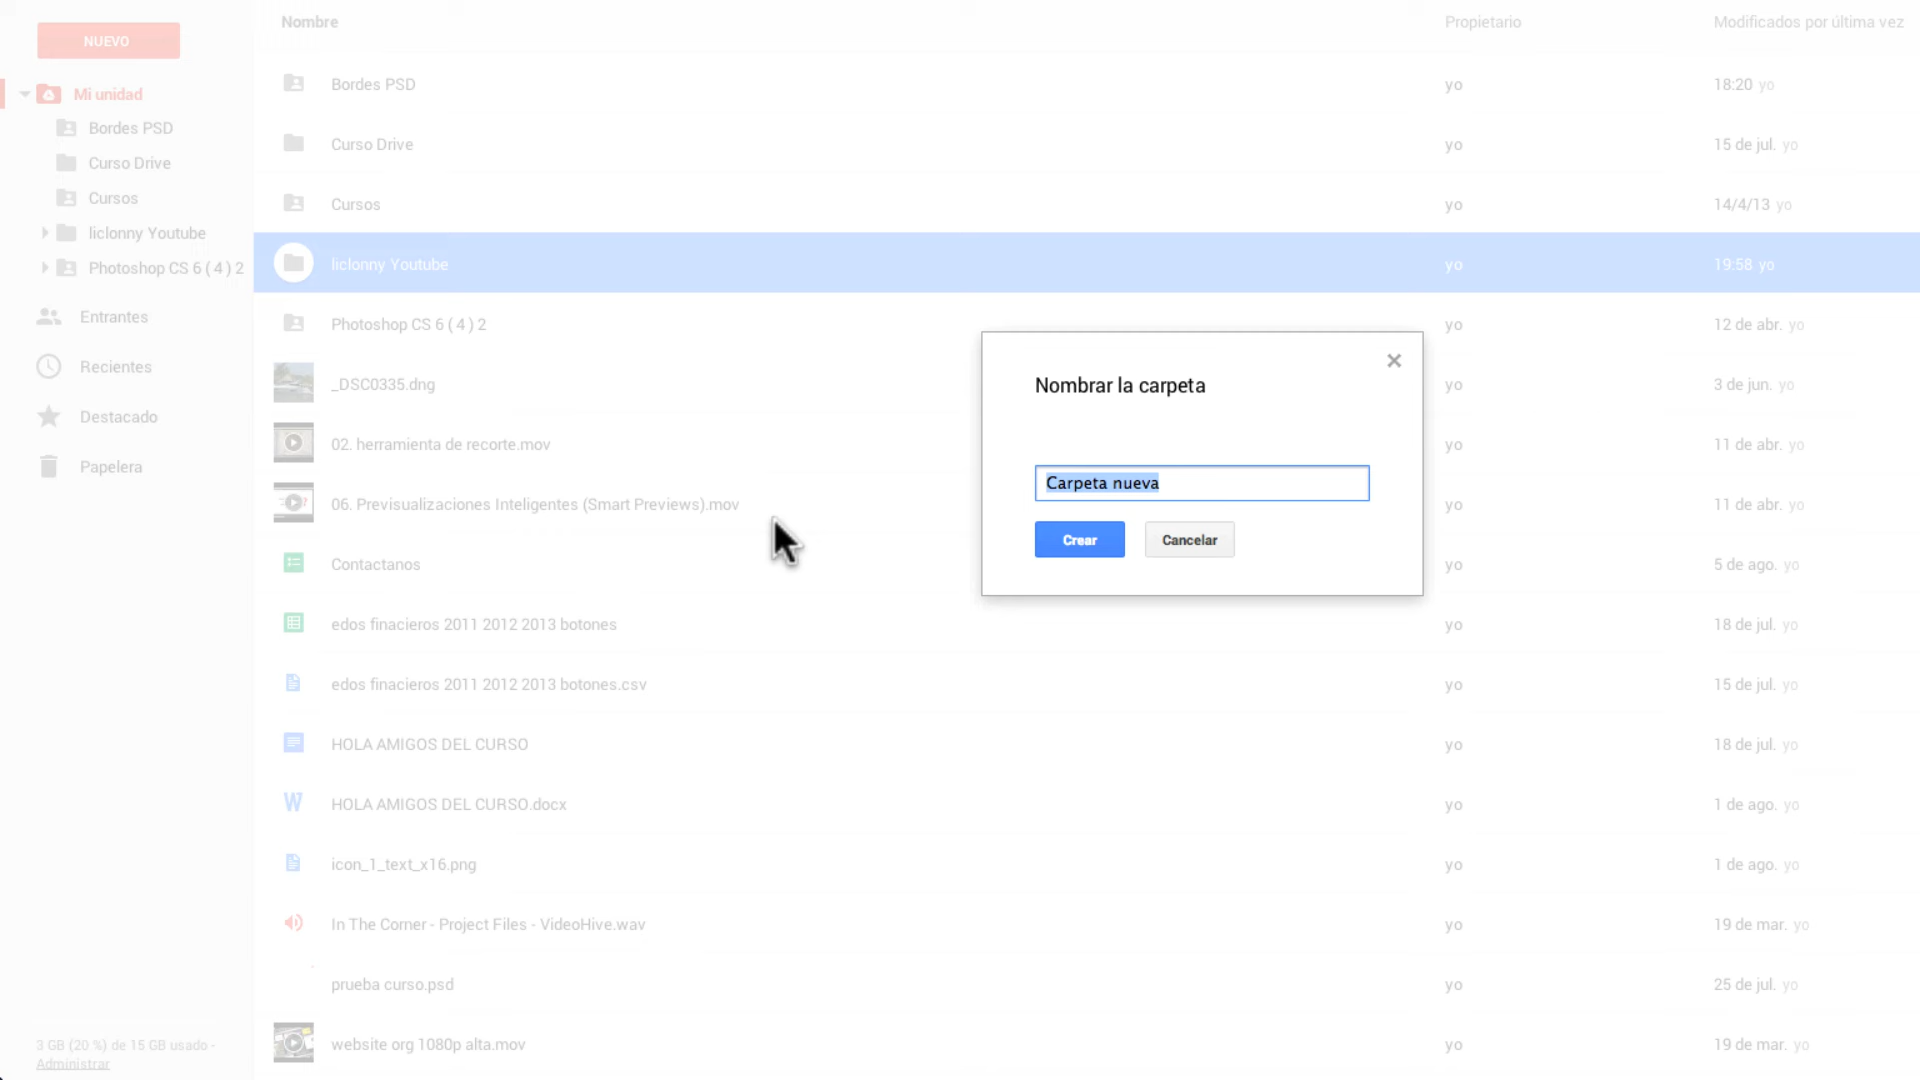 NUEVO
Mi unidad
Bordes PSD
Curso Drive
Cursos
liclonny Youtube
Photoshop CS 6 ( 4 ) 2
Entrantes
Recientes
Destacado
Papelera
3 GB (20 %) de 15 GB usado -
Administrar
Nombre Propietario Modificados por última vez
Bordes PSD yo 18:20 yo
Curso Drive yo 15 de jul. yo
Cursos yo 14/4/13 yo
liclonny Youtube yo 19:58 yo
Photoshop CS 6 ( 4 ) 2 yo 12 de abr. yo
_DSC0335.dng yo 3 de jun. yo
02. herramienta de recorte.mov yo 11 de abr. yo
06. Previsualizaciones Inteligentes (Smart Previews).mov yo 11 de abr. yo
Contactanos yo 5 de ago. yo
edos finacieros 2011 2012 2013 botones yo 18 de jul. yo
edos finacieros 2011 2012 2013 botones.csv yo 15 de jul. yo
HOLA AMIGOS DEL CURSO yo 18 de jul. yo
W HOLA AMIGOS DEL CURSO.docx yo 1 de ago. yo
icon_1_text_x16.png yo 1 de ago. yo
In The Corner - Project Files - VideoHive.wav yo 19 de mar. yo
prueba curso.psd yo 25 de jul. yo
website org 1080p alta.mov yo 19 de mar. yo
Nombrar la carpeta
Carpeta nueva
Crear Cancelar